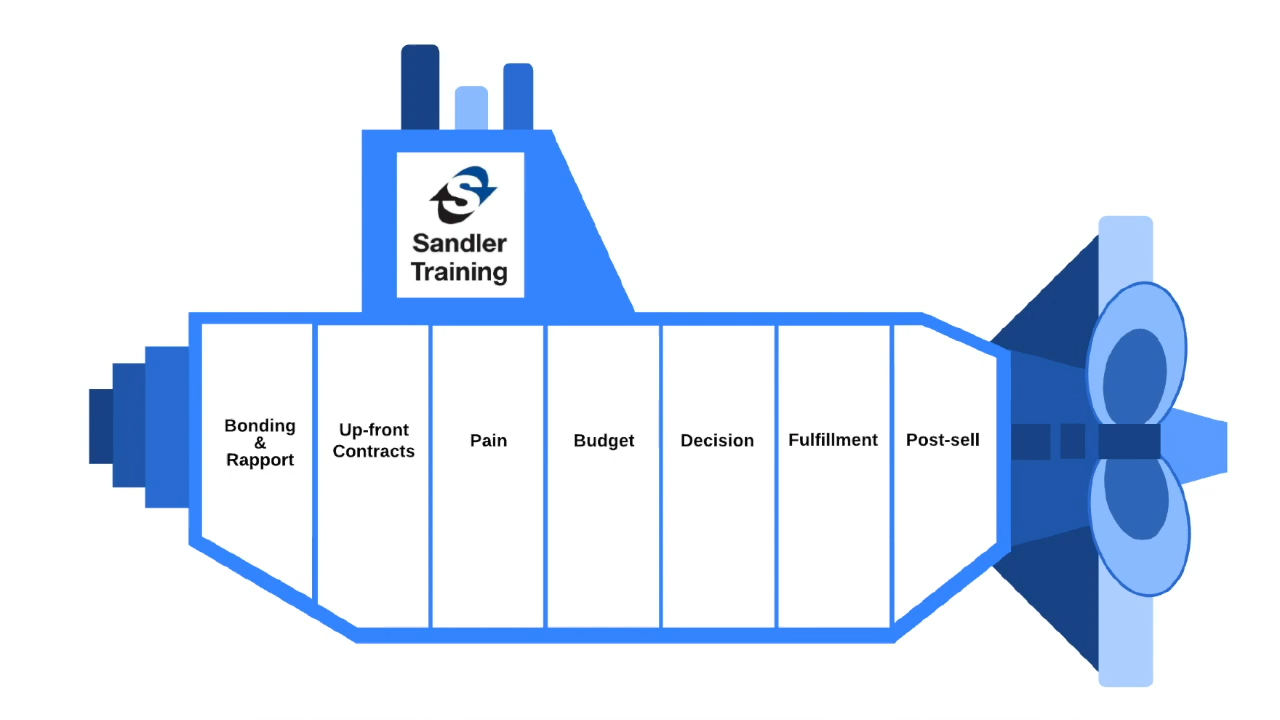 S
Sandler
Training
Bonding
&
Rapport
Up-front
Contracts
Pain
Budget
Decision
Fulfillment
Post-sell